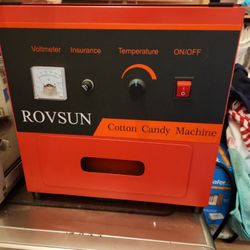 Voltmeter Insurance Temperature ON/OFF
ROVSUN
Cotton Candy Machine